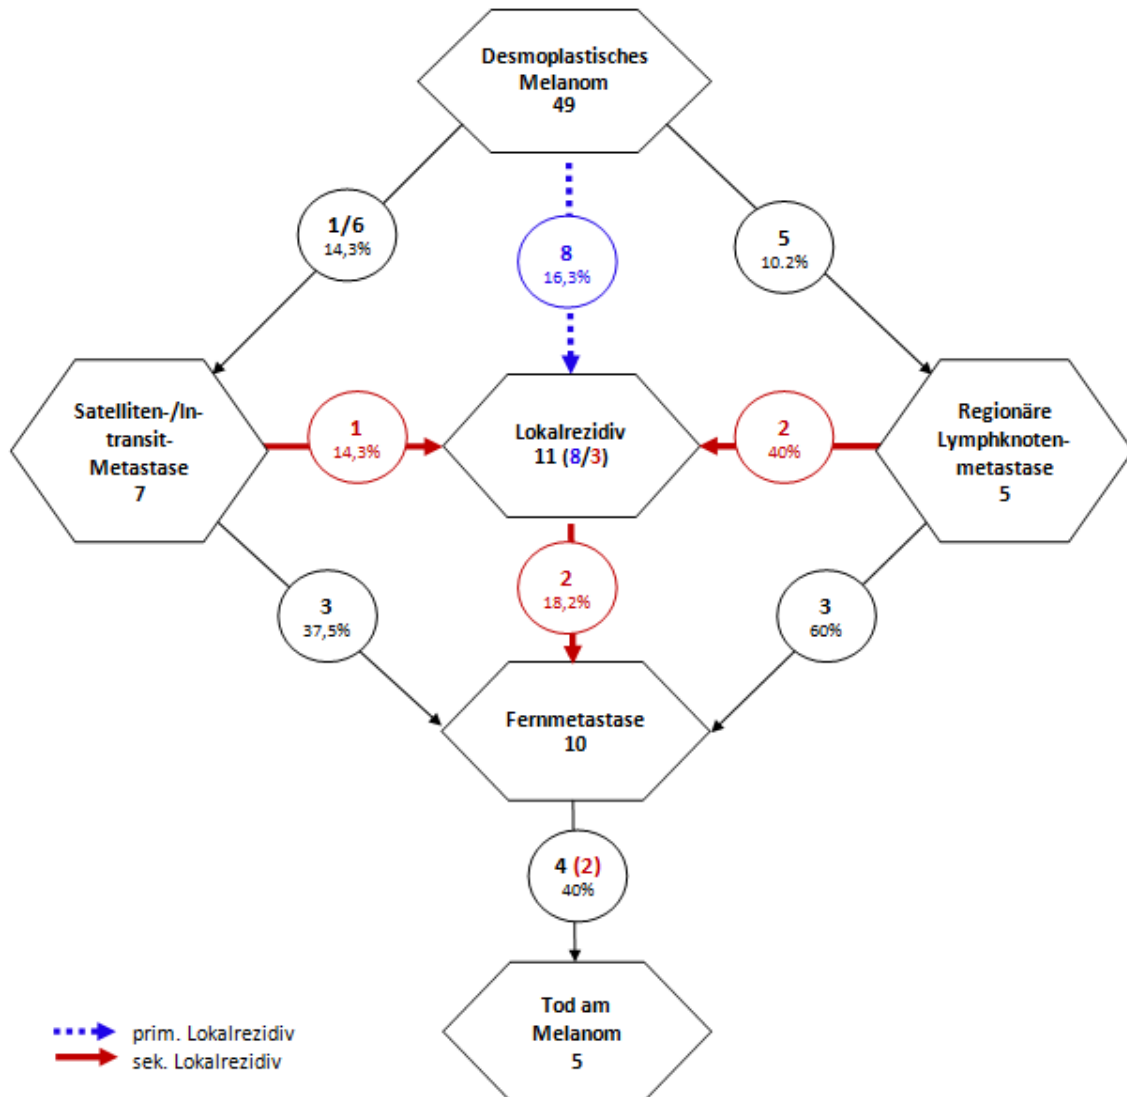 Desmoplastisches
Melanom
49
1/6
14,3%
8
16,3%
5
10.2%
Satelliten-/In-
transit-
Metastase
7
1
14,3%
Lokalrezidiv
11 (8/3)
2
40%
Regionäre
Lymphknoten-
metastase
5
3
37,5%
2
18,2%
3
60%
Fernmetastase
10
4 (2)
40%
Tod am
Melanom
5
prim. Lokalrezidiv
sek. Lokalrezidiv